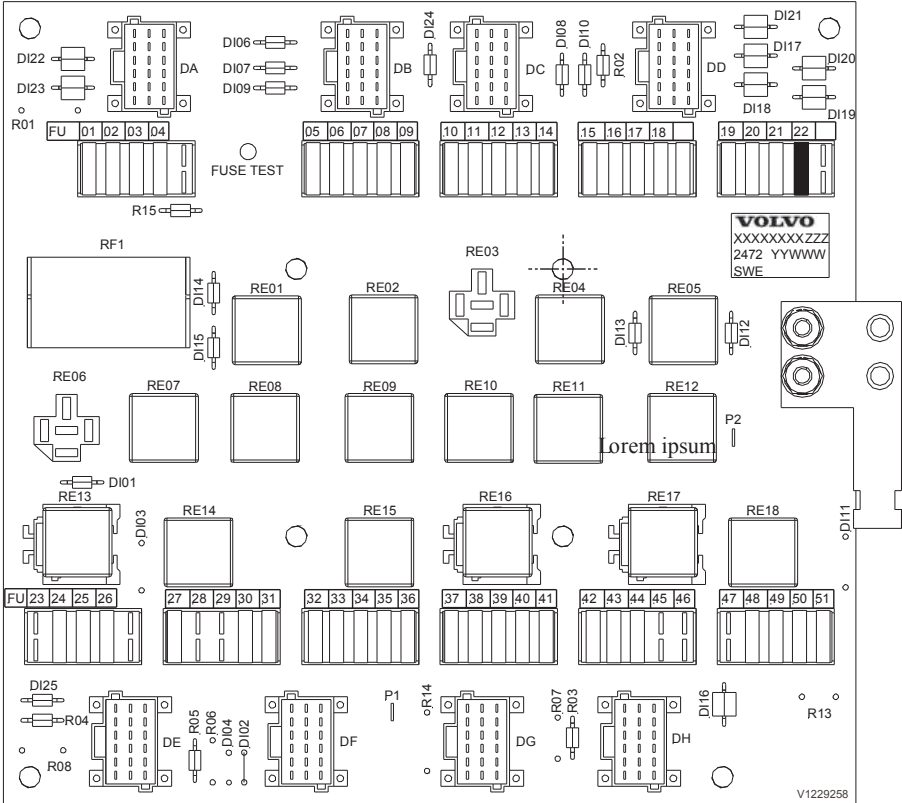 DI22
DI23
R01
DA
DI06
DI07
DI09
DB
DI24
DC
DI08
DI10
R02
DD
DI21
DI17
DI18
DI20
DI19
FU 01 02 03 04
05 06 07 08 09
10 11 12 13 14
15 16 17 18
19 20 21 22
FUSE TEST
R15
VOLVO
XXXXXXXXZZZ
2472 YYWWW
SWE
RF1
DI14
DI15
RE01
RE02
RE03
RE04
DI13
RE05
DI12
RE06
RE07
RE08
RE09
RE10
RE11
RE12
Lorem ipsum
P2
DI01
RE13
DI03
RE14
RE15
RE16
RE17
RE18
DI11
FU 23 24 25 26
27 28 29 30 31
32 33 34 35 36
37 38 39 40 41
42 43 44 45 46
47 48 49 50 51
DI25
R04
R08
DE
R05
R06
DI04
DI02
DF
P1
R14
DG
R07
R03
DH
DI16
R13
V1229258